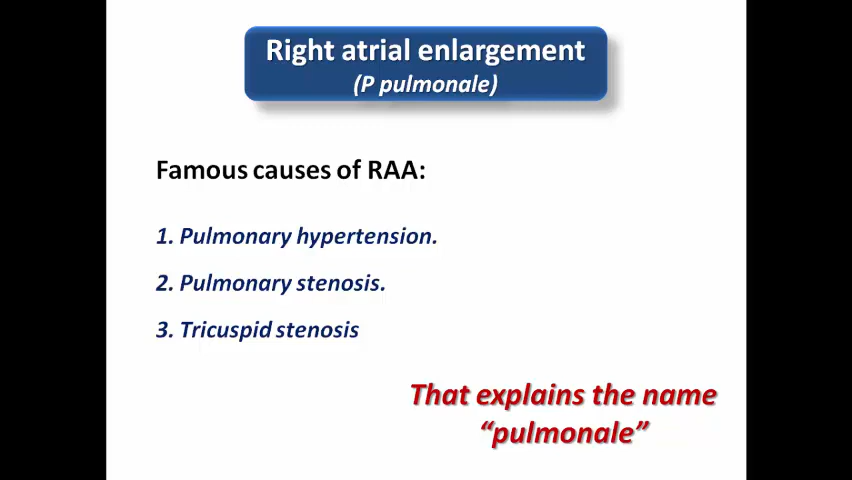 Right atrial enlargement
(P pulmonale)
Famous causes of RAA:
1. Pulmonary hypertension.
2. Pulmonary stenosis.
3. Tricuspid stenosis
That explains the name
“pulmonale”